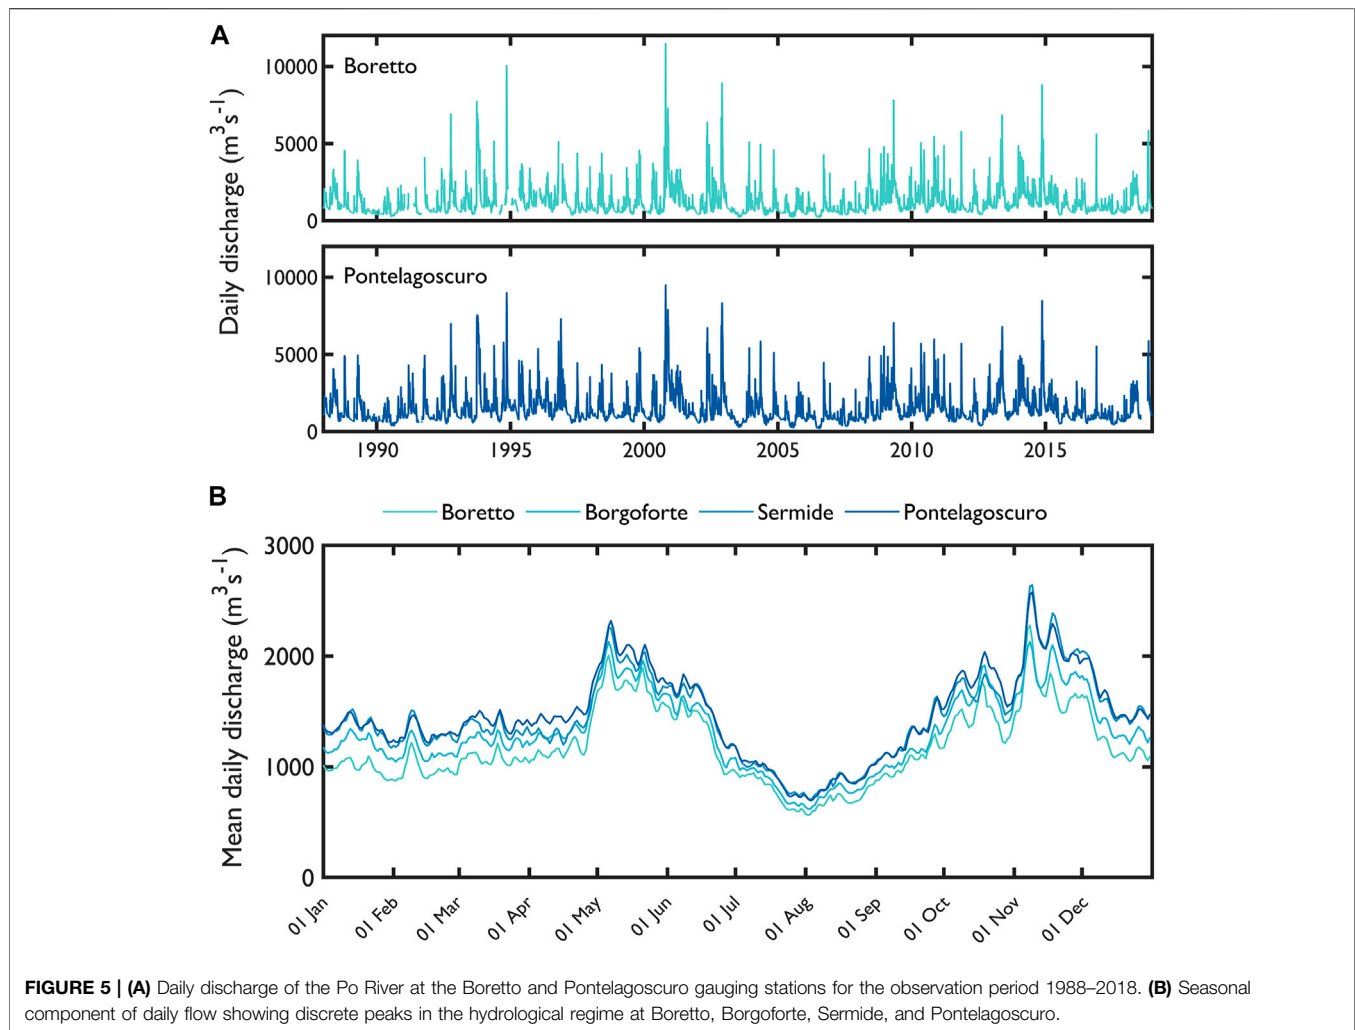 A
Daily discharge (m³s⁻¹)
Boretto
10000
5000
0
Pontelagoscuro
10000
5000
0
1990 1995 2000 2005 2010 2015
B
Boretto Borgoforte Sermide Pontelagoscuro
Mean daily discharge (m³s⁻¹)
3000
2000
1000
0
01 Jan 01 Feb 01 Mar 01 Apr 01 May 01 Jun 01 Jul 01 Aug 01 Sep 01 Oct 01 Nov 01 Dec
FIGURE 5 | (A) Daily discharge of the Po River at the Boretto and Pontelagoscuro gauging stations for the observation period 1988–2018. (B) Seasonal
component of daily flow showing discrete peaks in the hydrological regime at Boretto, Borgoforte, Sermide, and Pontelagoscuro.